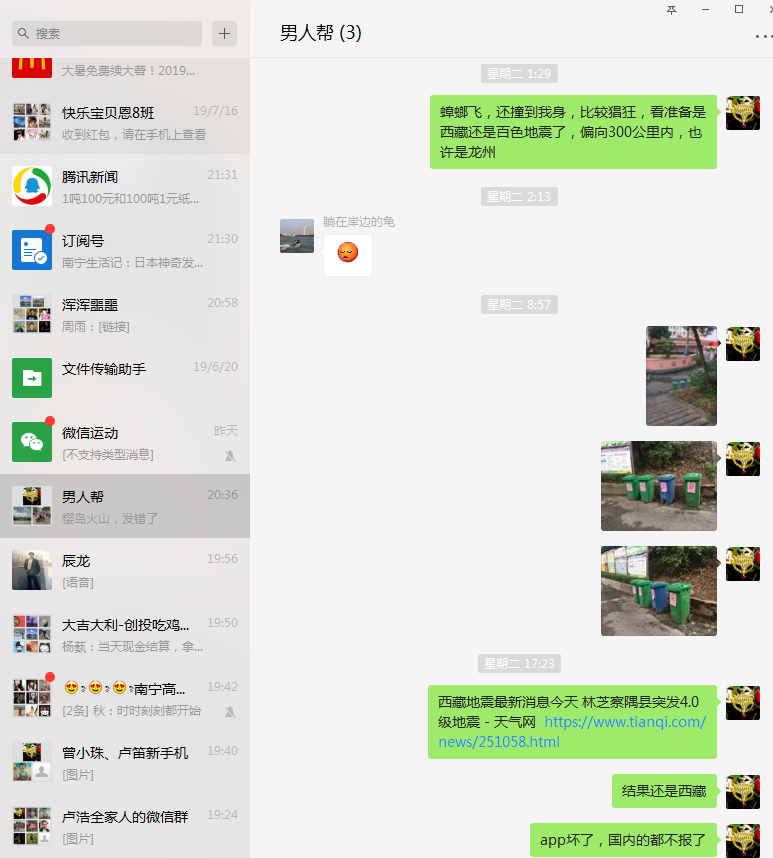 搜索
大暑免费续大薯！2019...
快乐宝贝恩8班
19/7/16
收到红包，请在手机上查看
腾讯新闻
21:31
1吨100元和100吨1元纸...
订阅号
21:30
南宁生活记：日本神奇发...
浑浑噩噩
20:58
周雨：[链接]
文件传输助手
19/6/20
微信运动
昨天
[不支持类型消息]
男人帮
20:36
樱岛火山，发错了
辰龙
19:56
[语音]
大吉大利-创投吃鸡...
19:50
杨蓺：当天现金结算，拿...
南宁高...
19:42
[2条] 秋：时时刻刻都开始
曾小珠、卢笛新手机
19:40
[图片]
卢浩全家人的微信群
19:24
[图片]
男人帮 (3)
星期二 1:29
蟑螂飞，还撞到我身，比较猖狂，看准备是
西藏还是百色地震了，偏向300公里内，也
许是龙州
星期二 2:13
躺在岸边的龟
星期二 8:57
星期二 17:23
西藏地震最新消息今天 林芝察隅县突发4.0
级地震 - 天气网 https://www.tianqi.com/
news/251058.html
结果还是西藏
app坏了，国内的都不报了